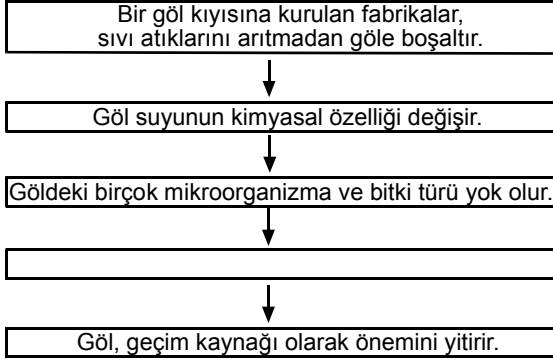 Bir göl kıyısına kurulan fabrikalar,
sıvı atıklarını arıtmadan göle boşaltır.
Göl suyunun kimyasal özelliği değişir.
Göldeki birçok mikroorganizma ve bitki türü yok olur.
Göl, geçim kaynağı olarak önemini yitirir.